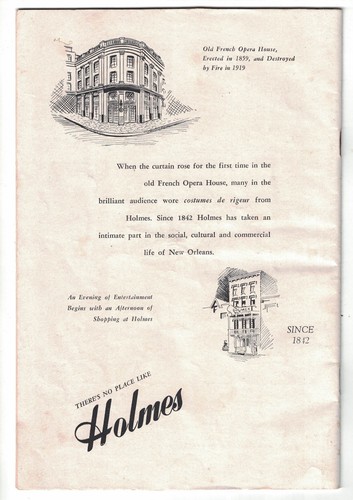 Old French Opera House,
Erected in 1859, and Destroyed
by Fire in 1919
When the curtain rose for the first time in the
old French Opera House, many in the
brilliant audience wore costumes de rigeur from
Holmes. Since 1842 Holmes has taken an
intimate part in the social, cultural and commercial
life of New Orleans.
An Evening of Entertainment
Begins with an Afternoon of
Shopping at Holmes
SINCE
1842
THERE'S NO PLACE LIKE
Holmes